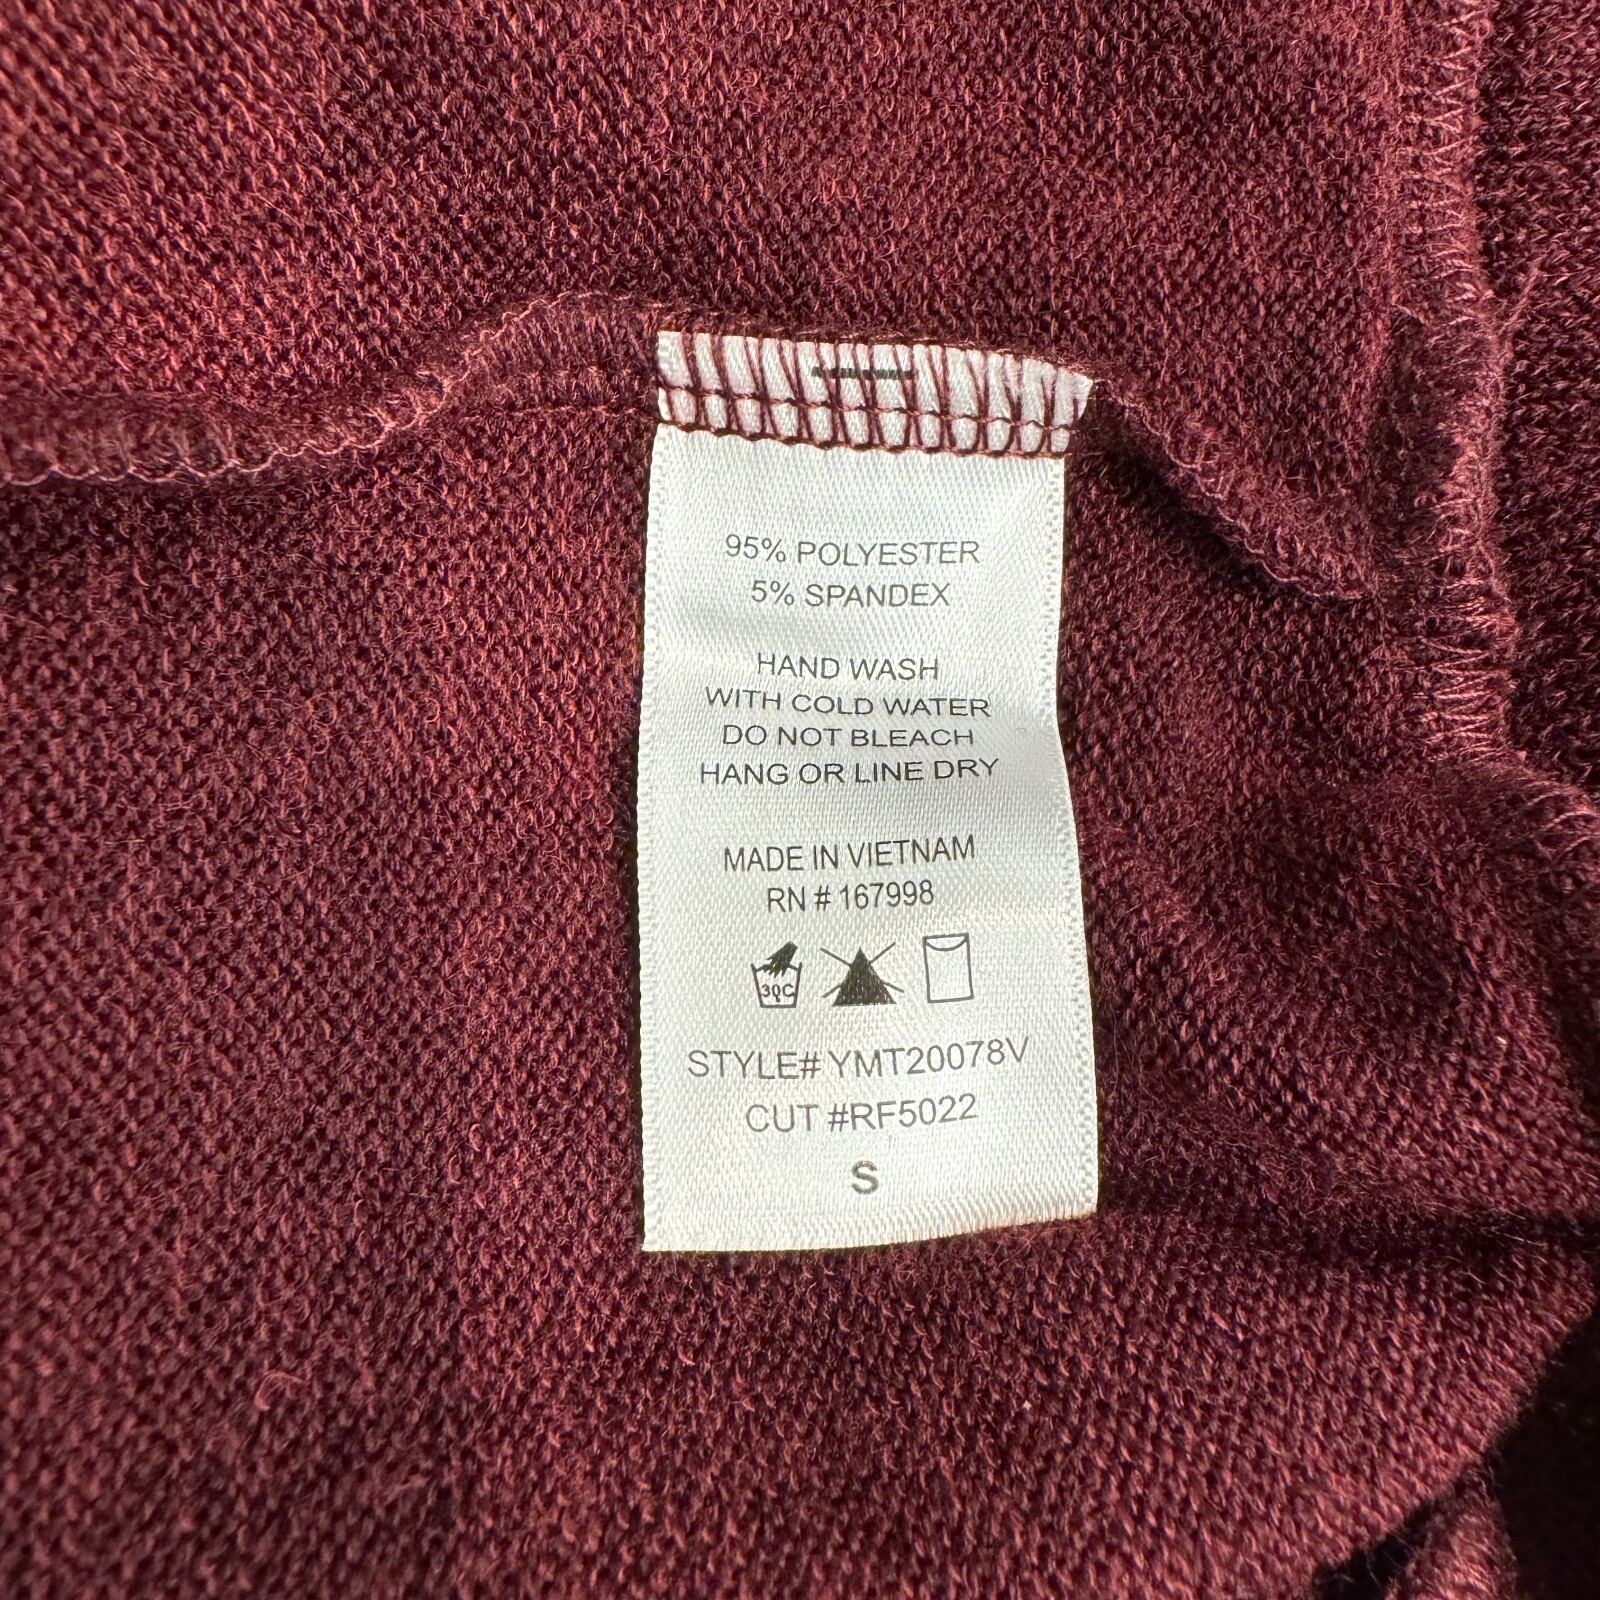 95% POLYESTER
5% SPANDEX
HAND WASH
WITH COLD WATER
DO NOT BLEACH
HANG OR LINE DRY
MADE IN VIETNAM
RN # 167998
30C
STYLE# YMT20078V
CUT #RF5022
S